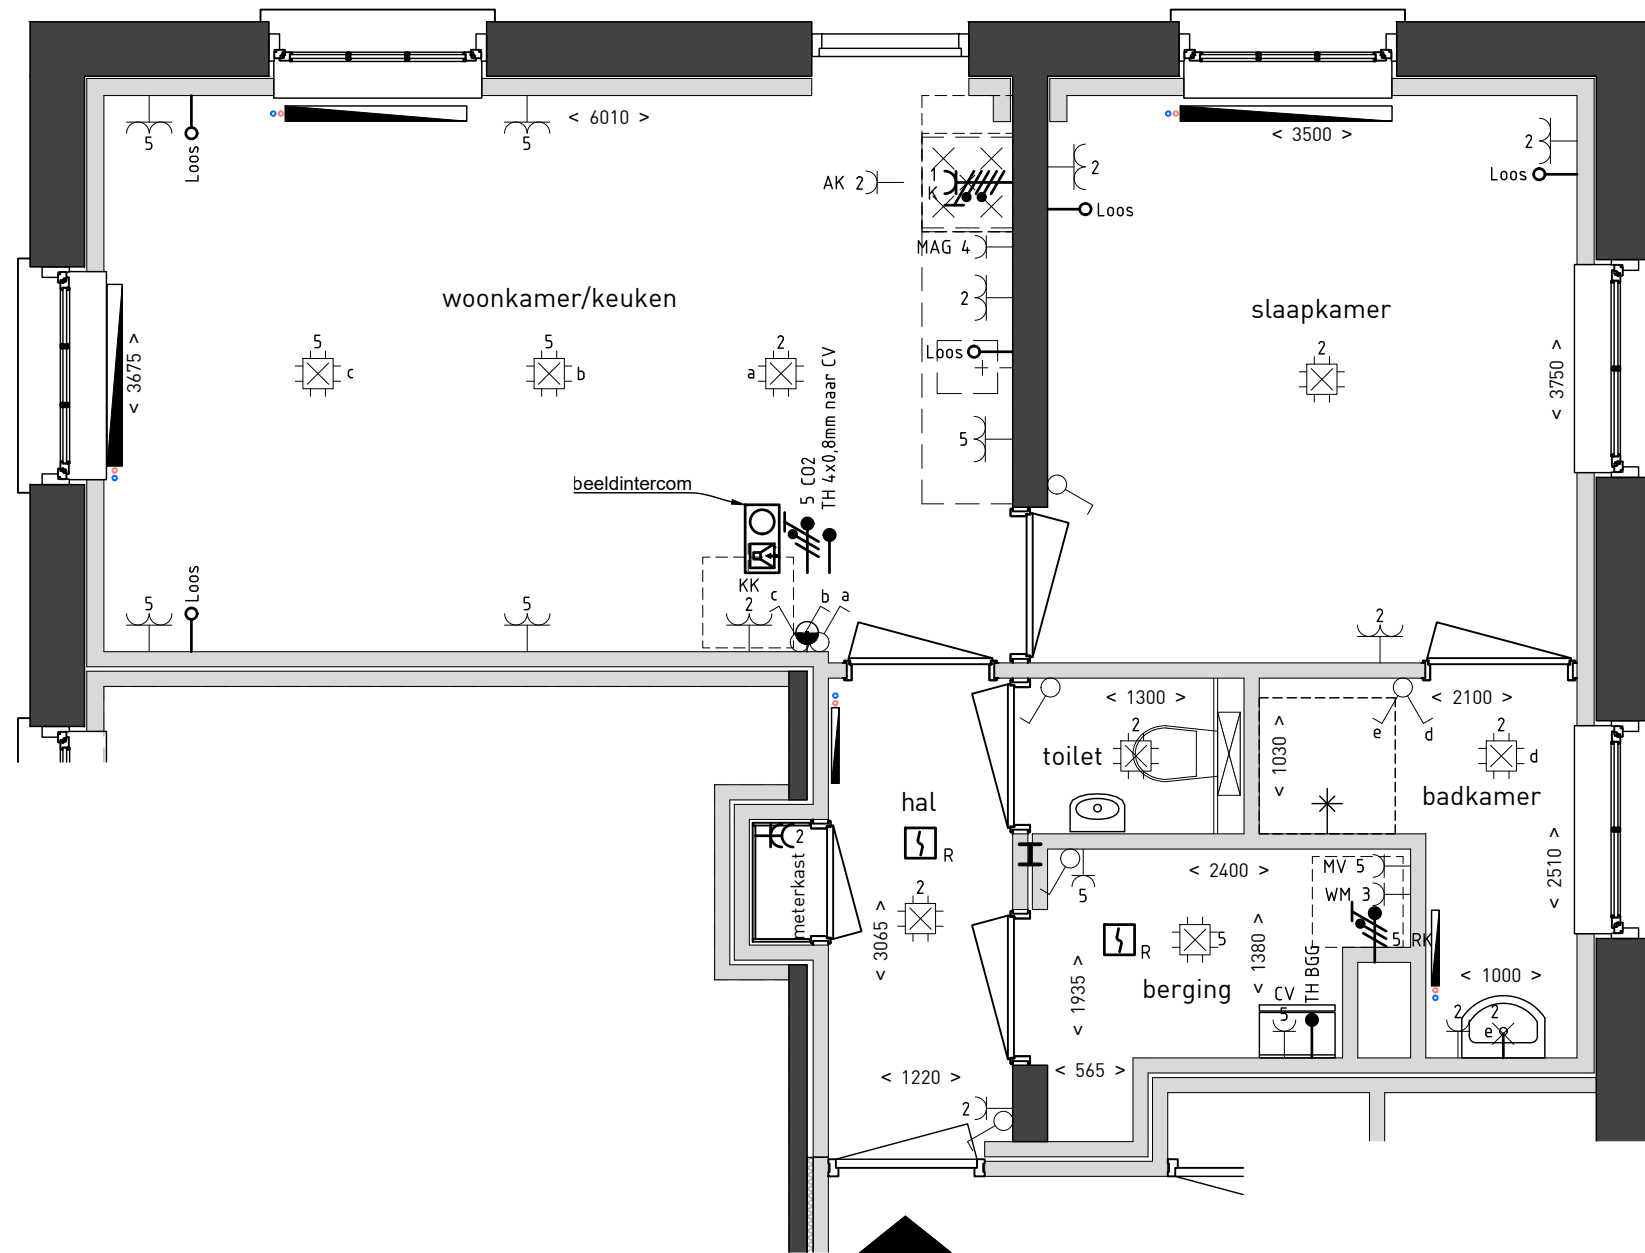 5
Loos
5
< 6010 >
AK 2
1
K
MAG 4
2
Loos
5
woonkamer/keuken
< 3675 >
5
c
5
b
2
a
5 CO2
TH 4x0,8mm naar CV
beeldintercom
KK
2
c
b
a
5
Loos
5
< 3500 >
2
Loos
2
Loos
slaapkamer
2
< 3750 >
2
< 1300 >
2
toilet
< 1030 >
e
d
< 2100 >
2
d
badkamer
hal
R
2
meterkast
2
< 3065 >
< 2400 >
5
MV 5
WM 3
5 RK
< 2510 >
R
5
< 1380 >
< 1935 >
berging
CV
5
TH BGG
< 1000 >
2
2
e
< 1220 >
< 565 >
2